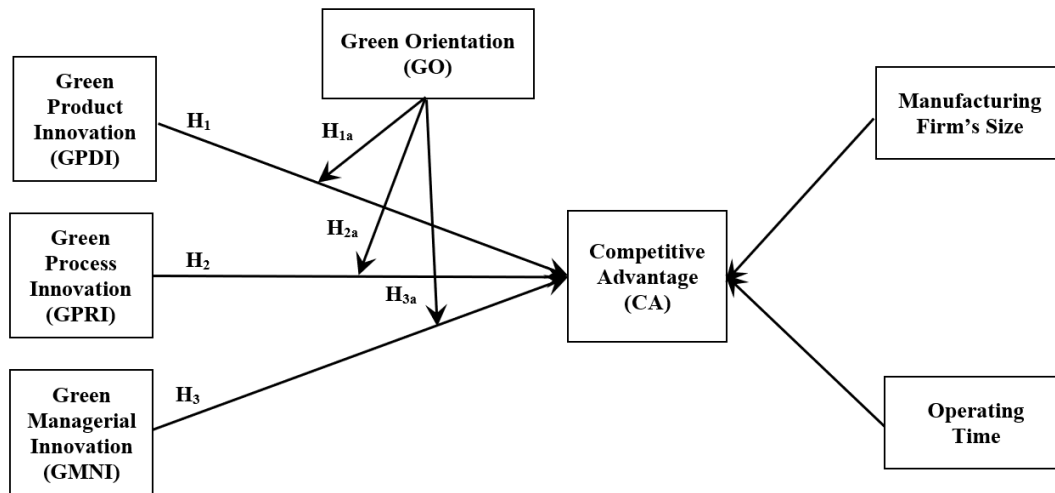 Green Orientation
(GO)
Green
Product
Innovation
(GPDI)
H1
H1a
Manufacturing
Firm's Size
Green
Process
Innovation
(GPRI)
H2
H2a
H3a
Competitive
Advantage
(CA)
Green
Managerial
Innovation
(GMNI)
H3
Operating
Time